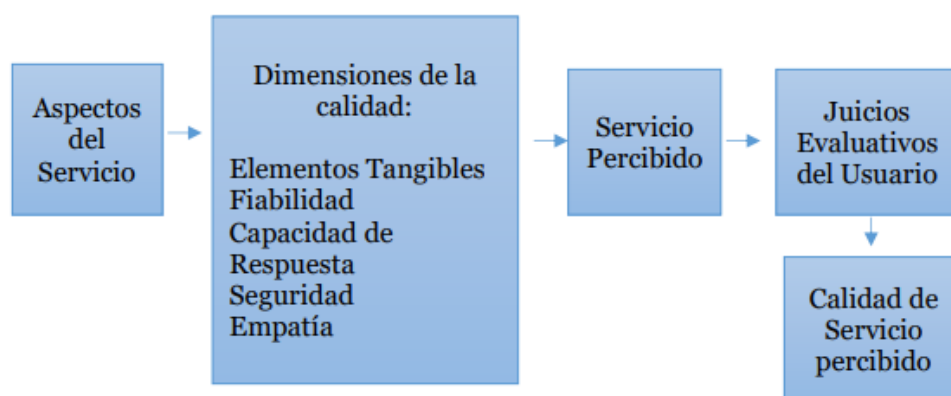 Aspectos
del
Servicio
Dimensiones de la
calidad:
Elementos Tangibles
Fiabilidad
Capacidad de
Respuesta
Seguridad
Empatía
Servicio
Percibido
Juicios
Evaluativos
del Usuario
Calidad de
Servicio
percibido